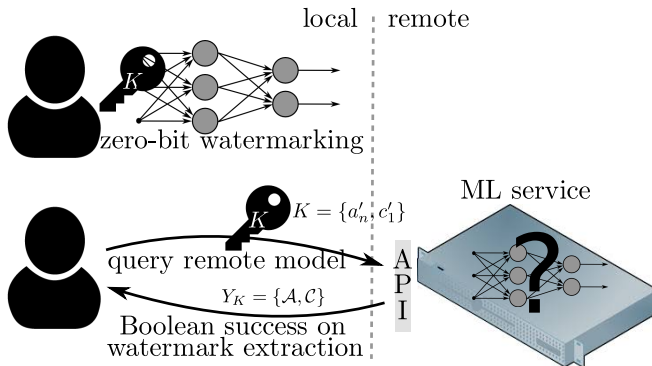 local
remote
K
zero-bit watermarking
ML service
K
K = {a′ₙ, c′₁}
query remote model
A
P
I
Y_K = {𝒜, 𝒞}
?
Boolean success on
watermark extraction